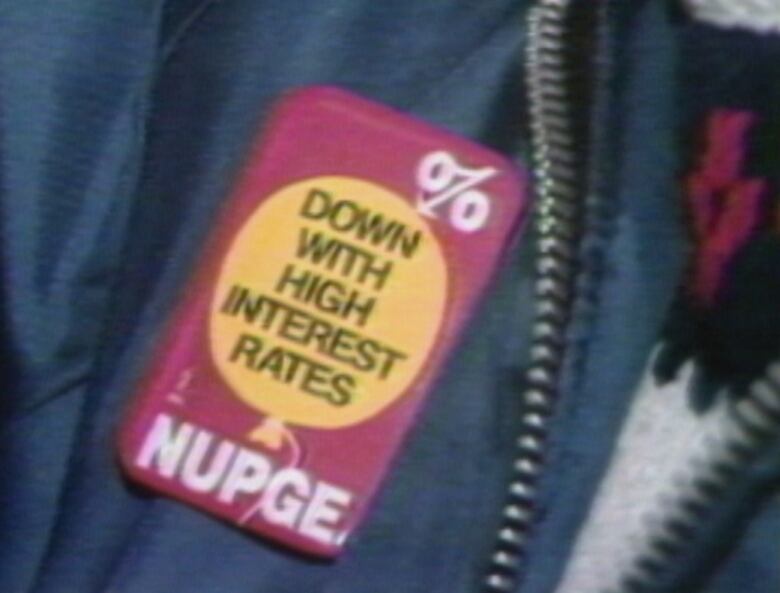 %
DOWN
WITH
HIGH
INTEREST
RATES
NUPGE